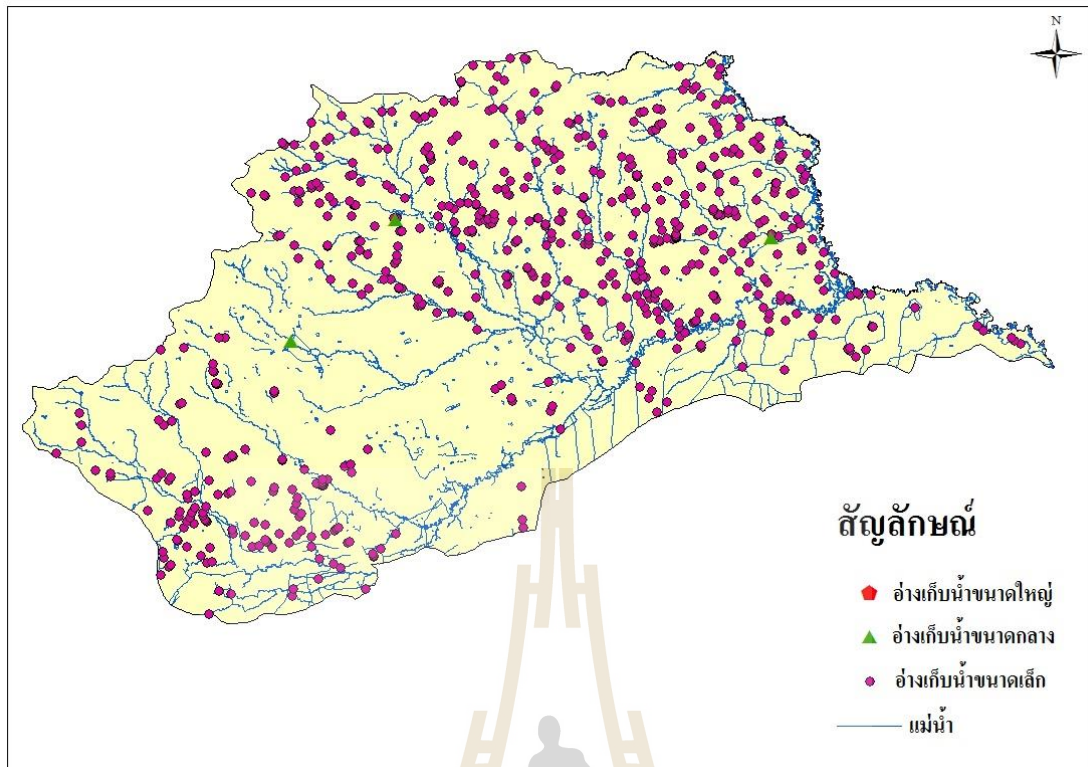 N
สัญลักษณ์
อ่างเก็บน้ำขนาดใหญ่
อ่างเก็บน้ำขนาดกลาง
อ่างเก็บน้ำขนาดเล็ก
แม่น้ำ